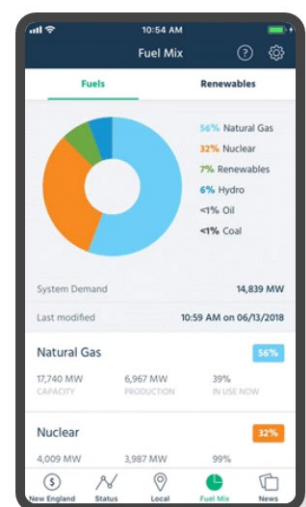 10:54 AM
Fuel Mix
?
Fuels
Renewables
56% Natural Gas
32% Nuclear
7% Renewables
6% Hydro
<1% Oil
<1% Coal
System Demand 14,839 MW
Last modified 10:59 AM on 06/13/2018
Natural Gas 56%
17,740 MW 6,967 MW 39%
CAPACITY PRODUCTION IN USE NOW
Nuclear 32%
4,009 MW 3,987 MW 99%
$
New England Status Local Fuel Mix News